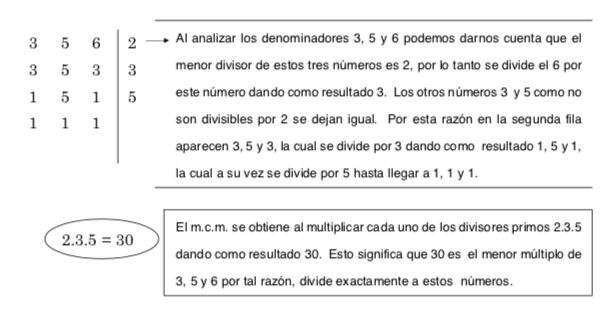 3 5 6 2
3 5 3 3
1 5 1 5
1 1 1
Al analizar los denominadores 3, 5 y 6 podemos darnos cuenta que el
menor divisor de estos tres números es 2, por lo tanto se divide el 6 por
este número dando como resultado 3. Los otros números 3 y 5 como no
son divisibles por 2 se dejan igual. Por esta razón en la segunda fila
aparecen 3, 5 y 3, la cual se divide por 3 dando como resultado 1, 5 y 1,
la cual a su vez se divide por 5 hasta llegar a 1, 1 y 1.
2.3.5 = 30
El m.c.m. se obtiene al multiplicar cada uno de los divisores primos 2.3.5
dando como resultado 30. Esto significa que 30 es el menor múltiplo de
3, 5 y 6 por tal razón, divide exactamente a estos números.